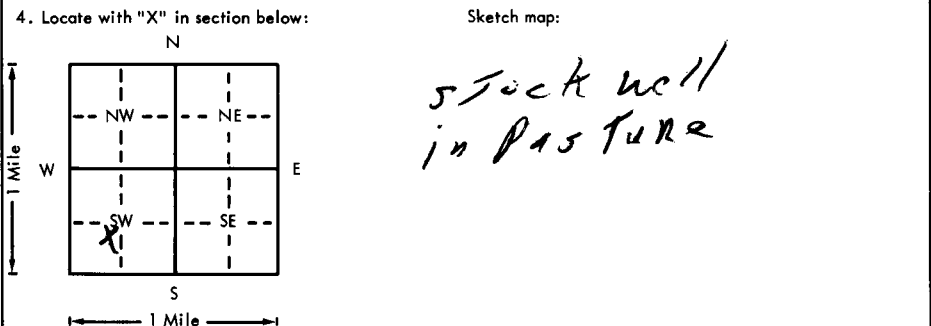 4. Locate with "X" in section below:
Sketch map:
N
NW
NE
W
E
1 Mile
SW
SE
X
S
1 Mile
stock well
in Pasture